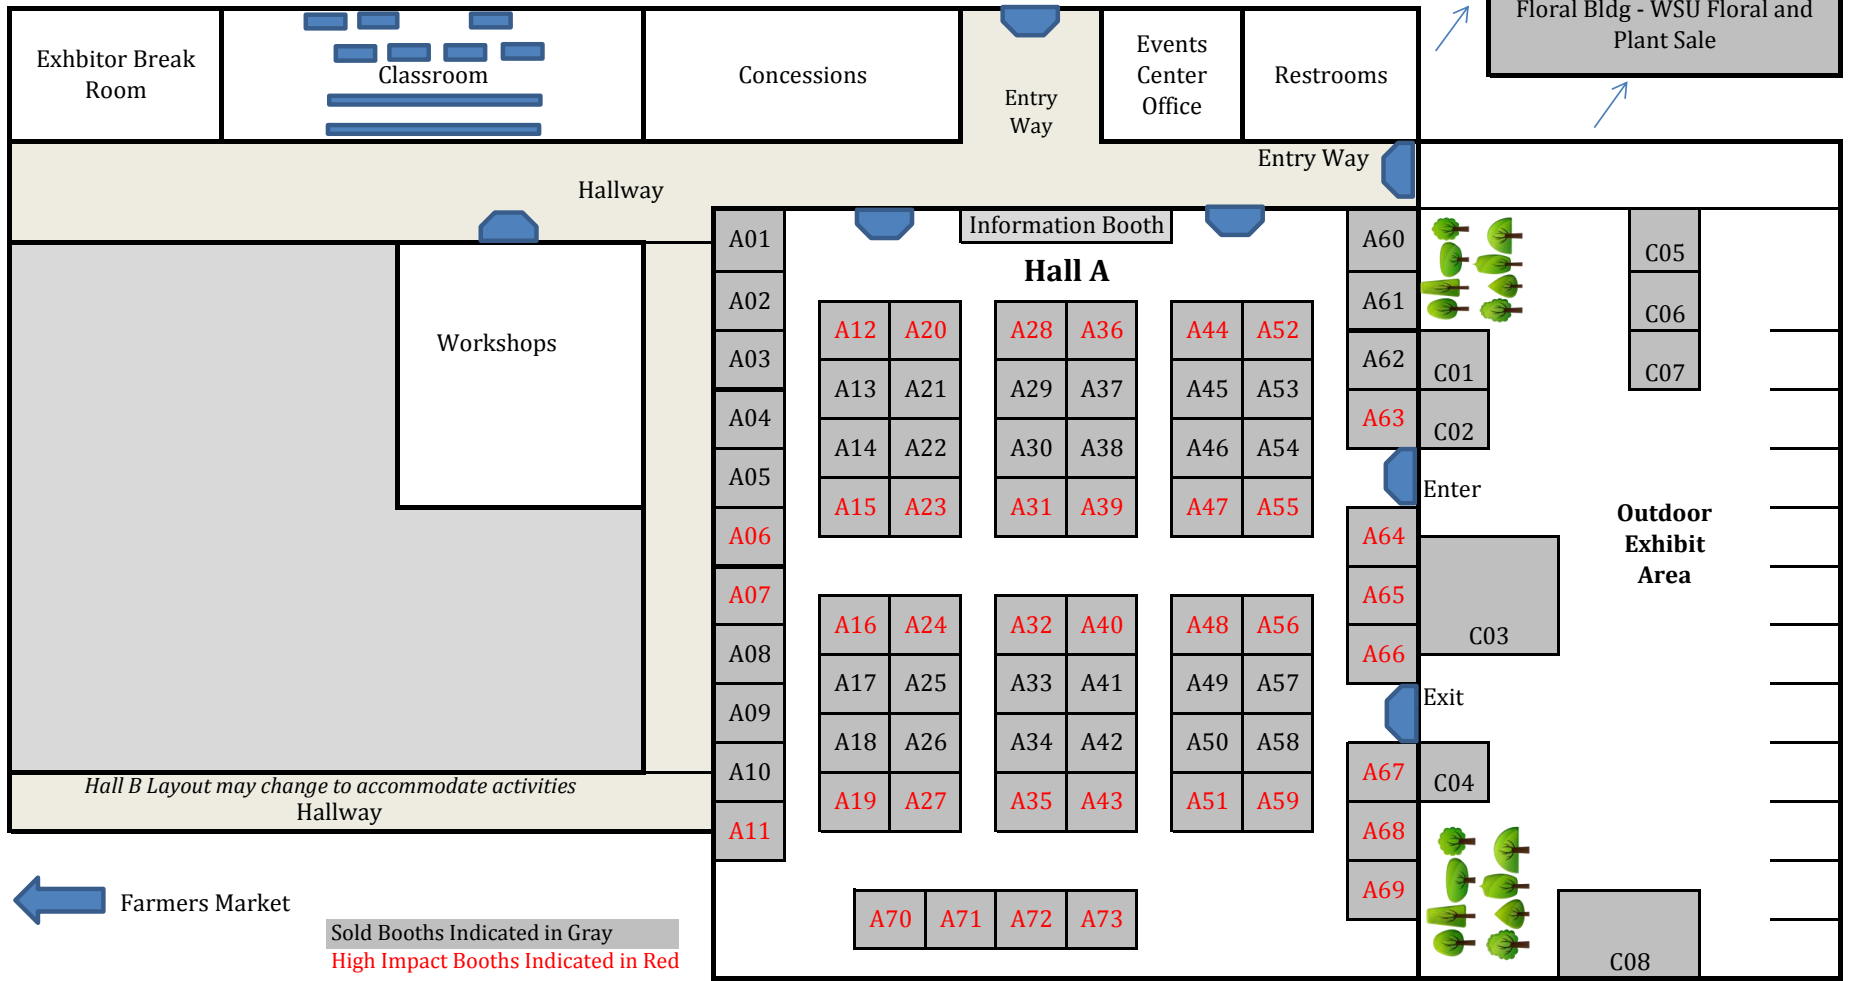 Floral Bldg - WSU Floral and
Plant Sale
Exhbitor Break
Room
Classroom
Concessions
Entry
Way
Events
Center
Office
Restrooms
Entry Way
Hallway
Information Booth
Hall A
Workshops
A01
A02
A03
A04
A05
A06
A07
A08
A09
A10
A11
A12 A20
A13 A21
A14 A22
A15 A23
A16 A24
A17 A25
A18 A26
A19 A27
A28 A36
A29 A37
A30 A38
A31 A39
A32 A40
A33 A41
A34 A42
A35 A43
A44 A52
A45 A53
A46 A54
A47 A55
A48 A56
A49 A57
A50 A58
A51 A59
A60
A61
A62
A63
A64
A65
A66
A67
A68
A69
A70 A71 A72 A73
C01
C02
Enter
C03
Exit
C04
C05
C06
C07
Outdoor
Exhibit
Area
C08
Hall B Layout may change to accommodate activities
Hallway
Farmers Market
Sold Booths Indicated in Gray
High Impact Booths Indicated in Red